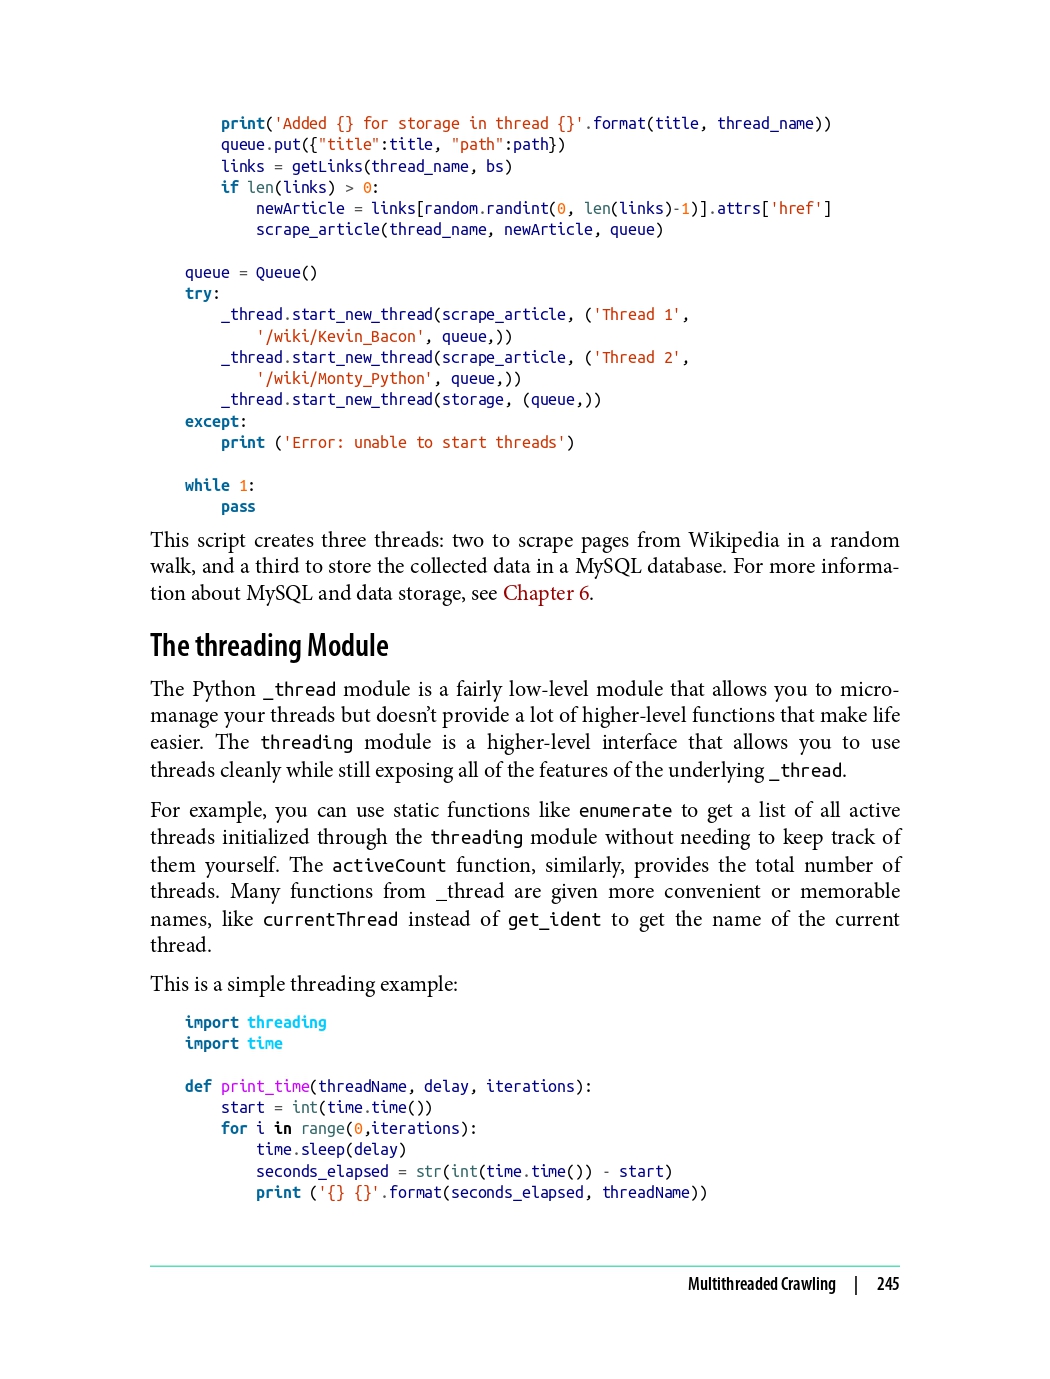 print('Added {} for storage in thread {}'.format(title, thread_name))
queue.put({"title":title, "path":path})
links = getLinks(thread_name, bs)
if len(links) > 0:
newArticle = links[random.randint(0, len(links)-1)].attrs['href']
scrape_article(thread_name, newArticle, queue)
queue = Queue()
try:
_thread.start_new_thread(scrape_article, ('Thread 1',
'/wiki/Kevin_Bacon', queue,))
_thread.start_new_thread(scrape_article, ('Thread 2',
'/wiki/Monty_Python', queue,))
_thread.start_new_thread(storage, (queue,))
except:
print ('Error: unable to start threads')
while 1:
pass
This script creates three threads: two to scrape pages from Wikipedia in a random
walk, and a third to store the collected data in a MySQL database. For more informa-
tion about MySQL and data storage, see Chapter 6.
The threading Module
The Python _thread module is a fairly low-level module that allows you to micro-
manage your threads but doesn’t provide a lot of higher-level functions that make life
easier. The threading module is a higher-level interface that allows you to use
threads cleanly while still exposing all of the features of the underlying _thread.
For example, you can use static functions like enumerate to get a list of all active
threads initialized through the threading module without needing to keep track of
them yourself. The activeCount function, similarly, provides the total number of
threads. Many functions from _thread are given more convenient or memorable
names, like currentThread instead of get_ident to get the name of the current
thread.
This is a simple threading example:
import threading
import time
def print_time(threadName, delay, iterations):
start = int(time.time())
for i in range(0,iterations):
time.sleep(delay)
seconds_elapsed = str(int(time.time()) - start)
print ('{} {}'.format(seconds_elapsed, threadName))
Multithreaded Crawling | 245